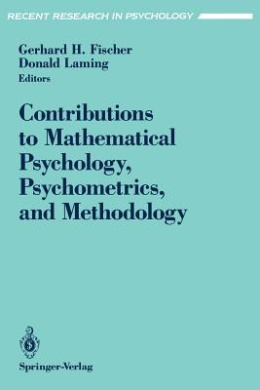 RECENT RESEARCH IN PSYCHOLOGY
Gerhard H. Fischer
Donald Laming
Editors
Contributions
to Mathematical
Psychology,
Psychometrics,
and Methodology
Springer-Verlag